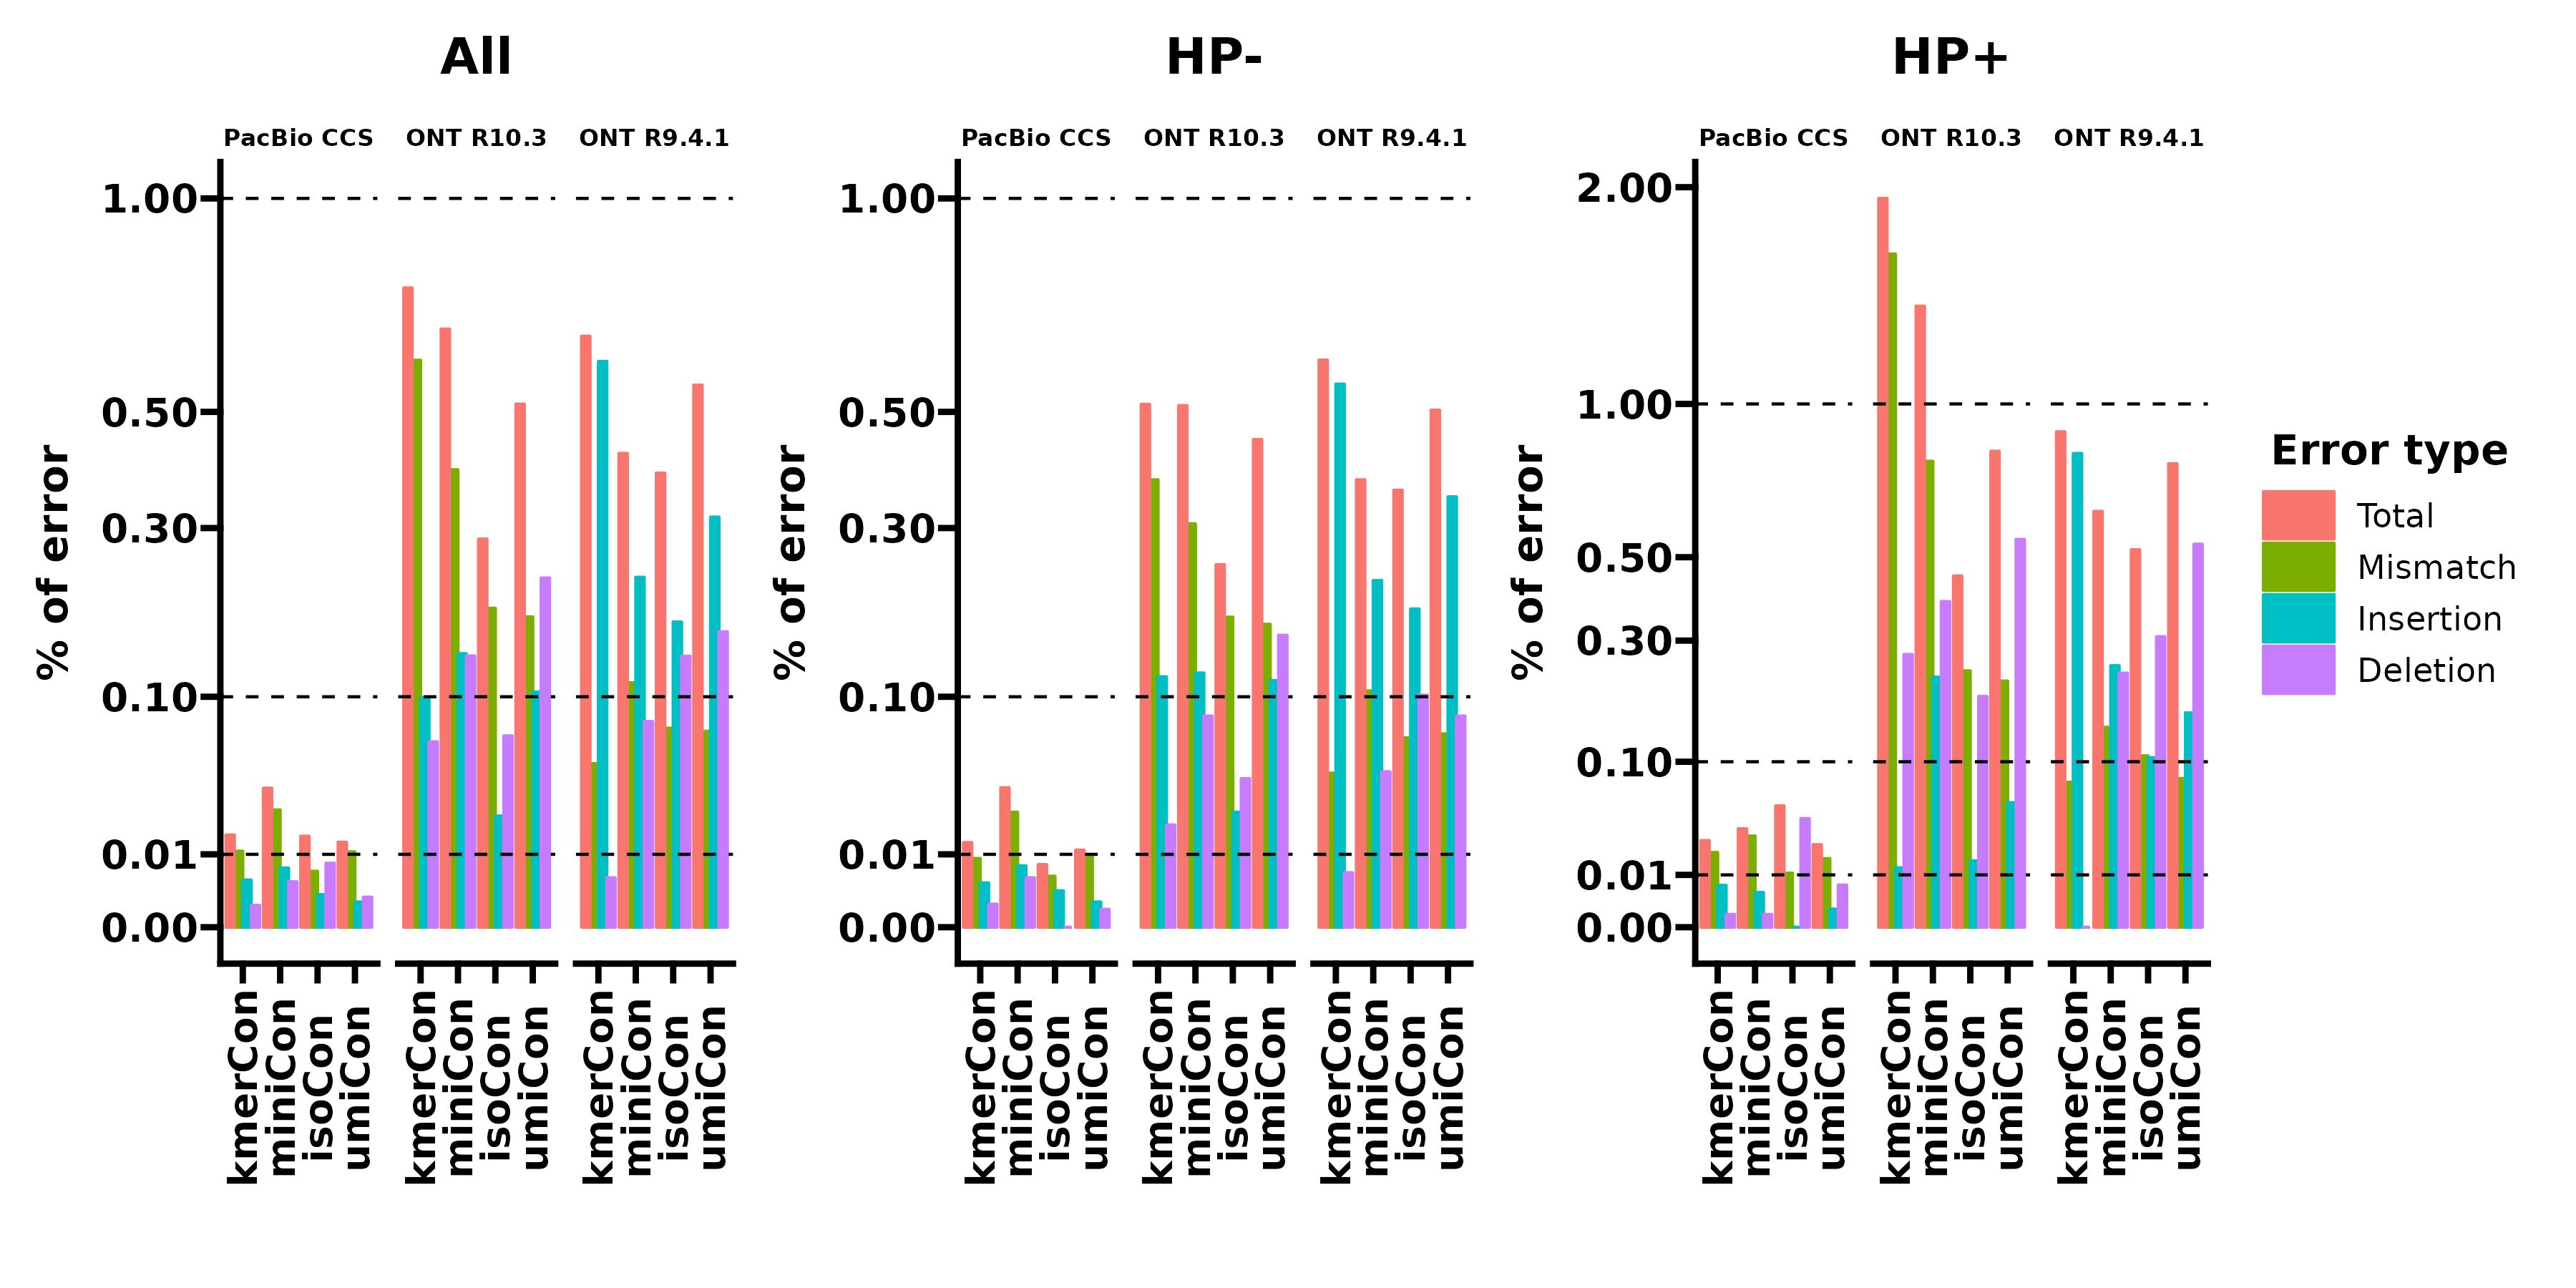 All
HP-
HP+
PacBio CCS
ONT R10.3
ONT R9.4.1
PacBio CCS
ONT R10.3
ONT R9.4.1
PacBio CCS
ONT R10.3
ONT R9.4.1
% of error
1.00
0.50
0.30
0.10
0.01
0.00
% of error
1.00
0.50
0.30
0.10
0.01
0.00
% of error
2.00
1.00
0.50
0.30
0.10
0.01
0.00
kmerCon
miniCon
isoCon
umiCon
kmerCon
miniCon
isoCon
umiCon
kmerCon
miniCon
isoCon
umiCon
kmerCon
miniCon
isoCon
umiCon
kmerCon
miniCon
isoCon
umiCon
kmerCon
miniCon
isoCon
umiCon
kmerCon
miniCon
isoCon
umiCon
kmerCon
miniCon
isoCon
umiCon
kmerCon
miniCon
isoCon
umiCon
Error type
Total
Mismatch
Insertion
Deletion